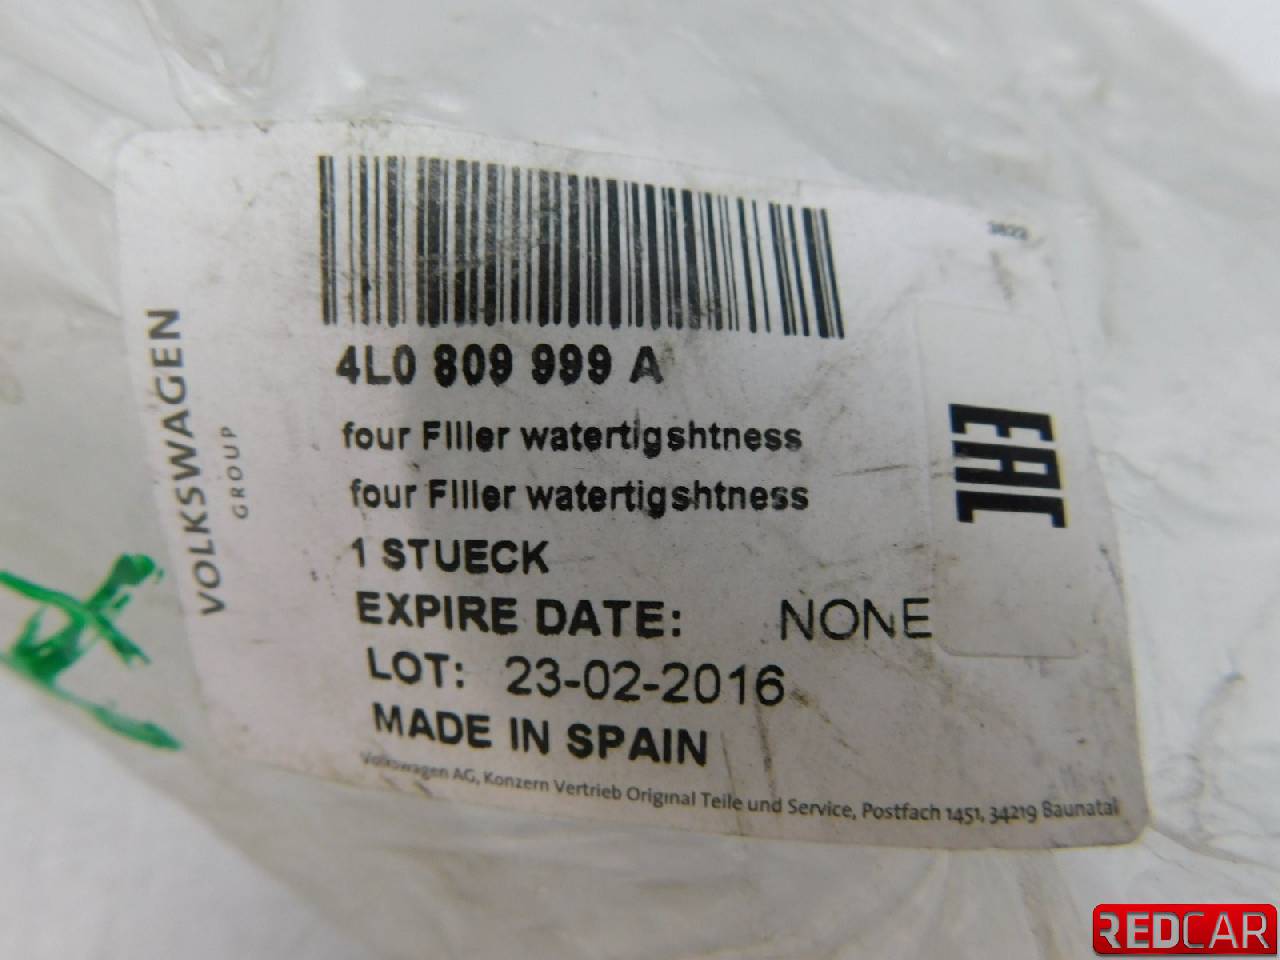 3822
4L0 809 999 A
four Filler watertigshtness
four Filler watertigshtness
1 STUECK
EXPIRE DATE: NONE
LOT: 23-02-2016
MADE IN SPAIN
Volkswagen AG, Konzern Vertrieb Original Teile und Service, Postfach 1451, 34219 Baunatal
VOLKSWAGEN
GROUP
EAC
REDCAR